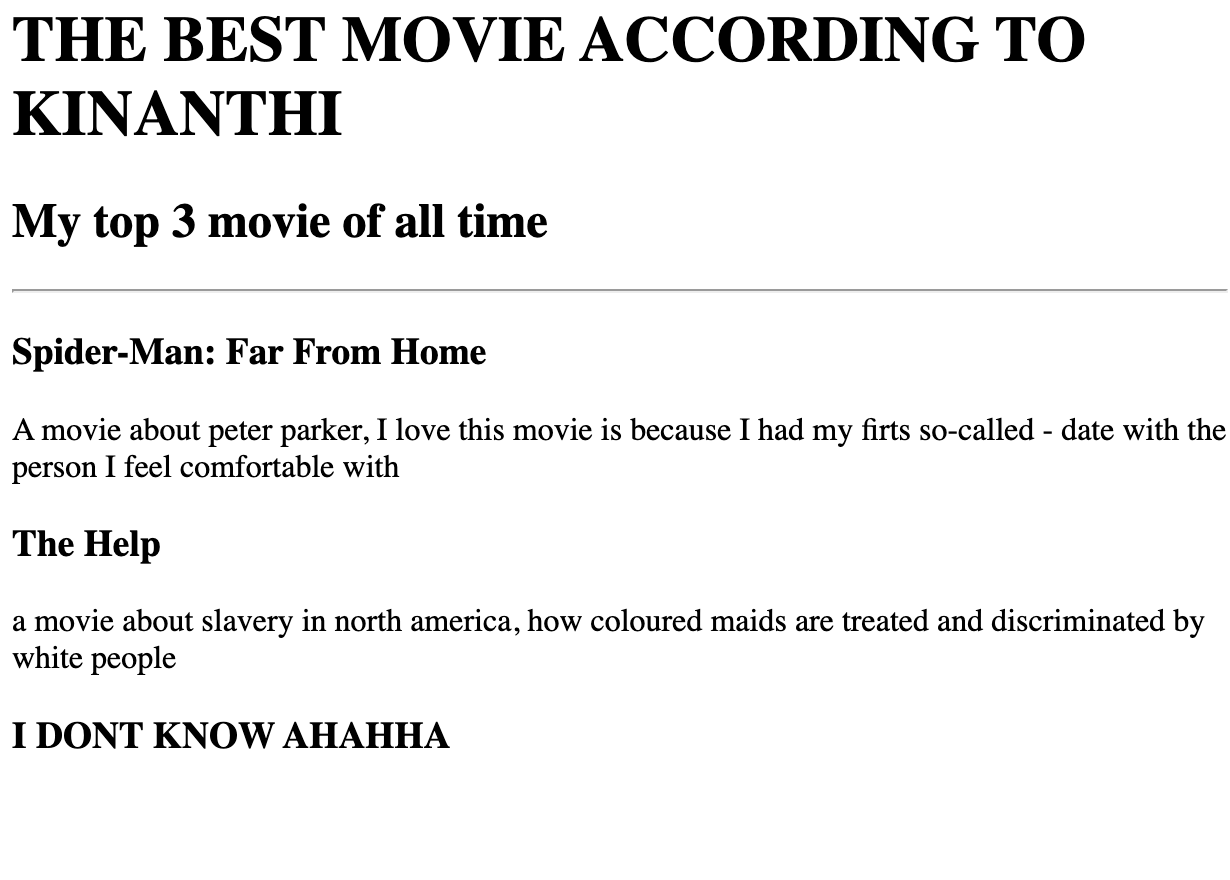 THE BEST MOVIE ACCORDING TO
KINANTHI
My top 3 movie of all time
Spider-Man: Far From Home
A movie about peter parker, I love this movie is because I had my firts so-called - date with the
person I feel comfortable with
The Help
a movie about slavery in north america, how coloured maids are treated and discriminated by
white people
I DONT KNOW AHAHHA